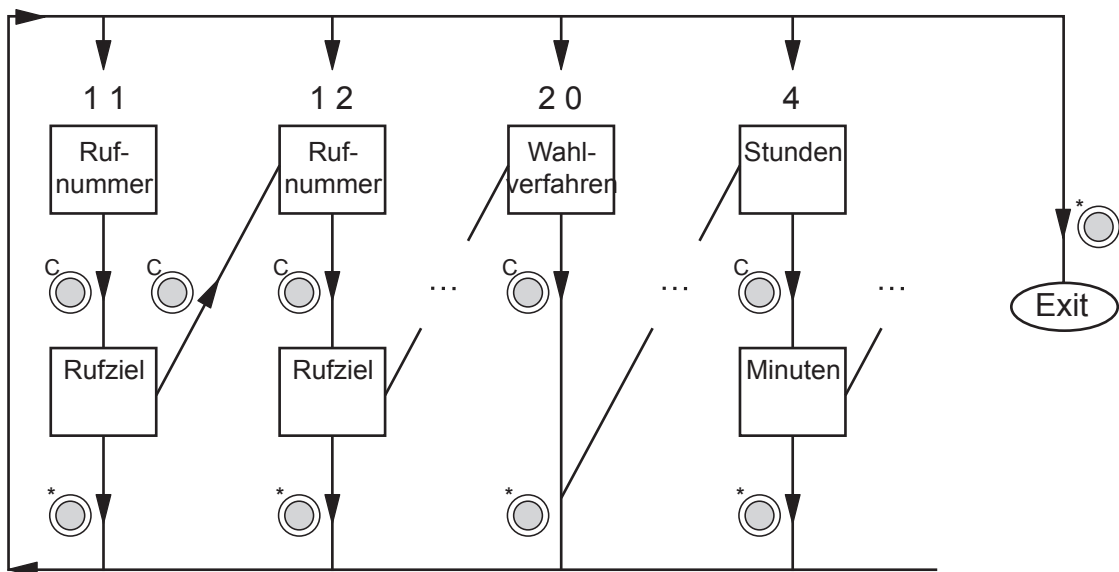 1 1
1 2
2 0
4
Ruf-
nummer
Ruf-
nummer
Wahl-
verfahren
Stunden
*
C
C
C
...
C
...
C
...
Exit
Rufziel
Rufziel
Minuten
*
*
*
*